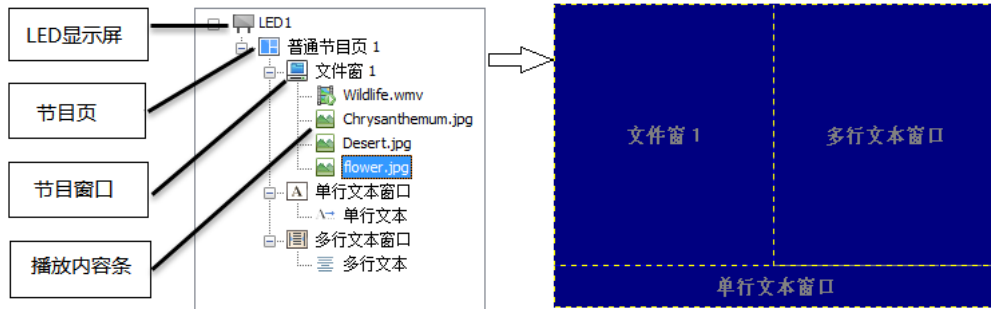 LED显示屏
节目页
节目窗口
播放内容条
LED1
普通节目页 1
文件窗 1
Wildlife.wmv
Chrysanthemum.jpg
Desert.jpg
flower.jpg
A 单行文本窗口
A 单行文本
多行文本窗口
多行文本
文件窗 1
多行文本窗口
单行文本窗口